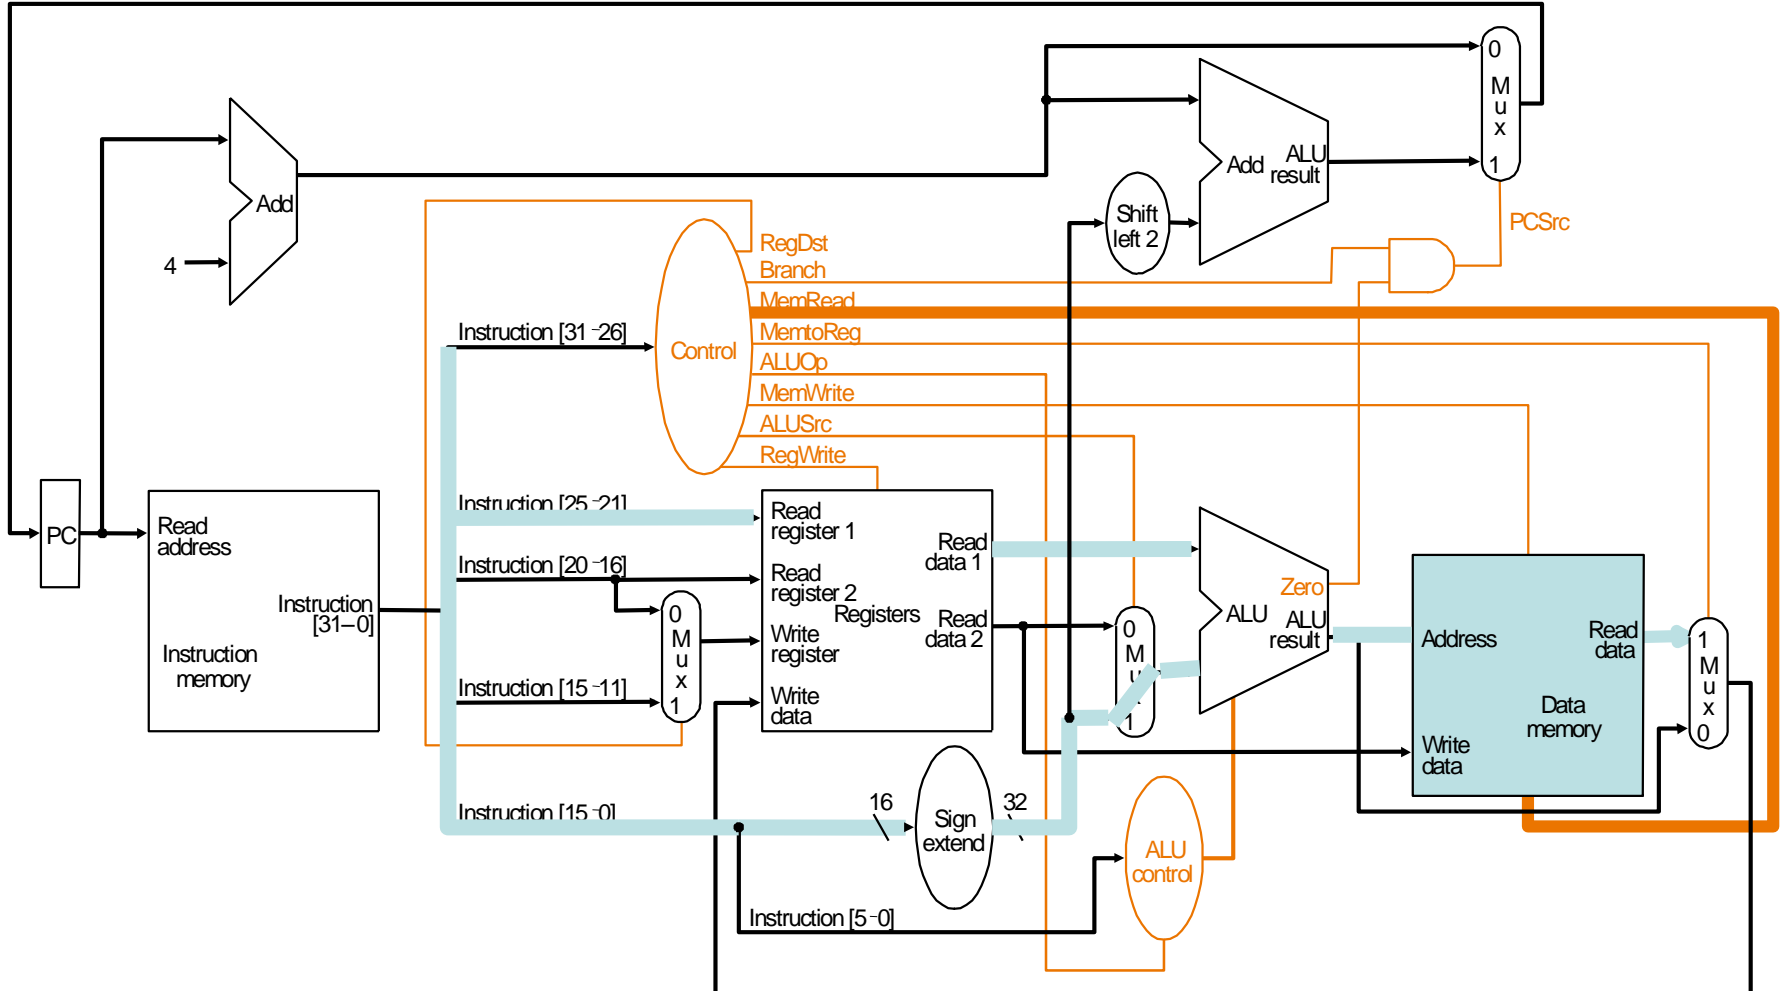 0
M
u
x
1
Add
ALU
result
Shift
left 2
PCSrc
Add
4
RegDst
Branch
MemRead
MemtoReg
ALUOp
MemWrite
ALUSrc
RegWrite
Control
Instruction [31–26]
Instruction [25–21]
Instruction [20–16]
Instruction [15–11]
Instruction [15–0]
Instruction [5–0]
PC
Read
address
Instruction
[31–0]
Instruction
memory
0
M
u
x
1
Read
register 1
Read
register 2
Write
register
Write
data
Registers
Read
data 1
Read
data 2
0
M
u
1
16
Sign
extend
32
ALU
control
Zero
ALU
ALU
result
Address
Read
data
Data
memory
Write
data
1
M
u
x
0